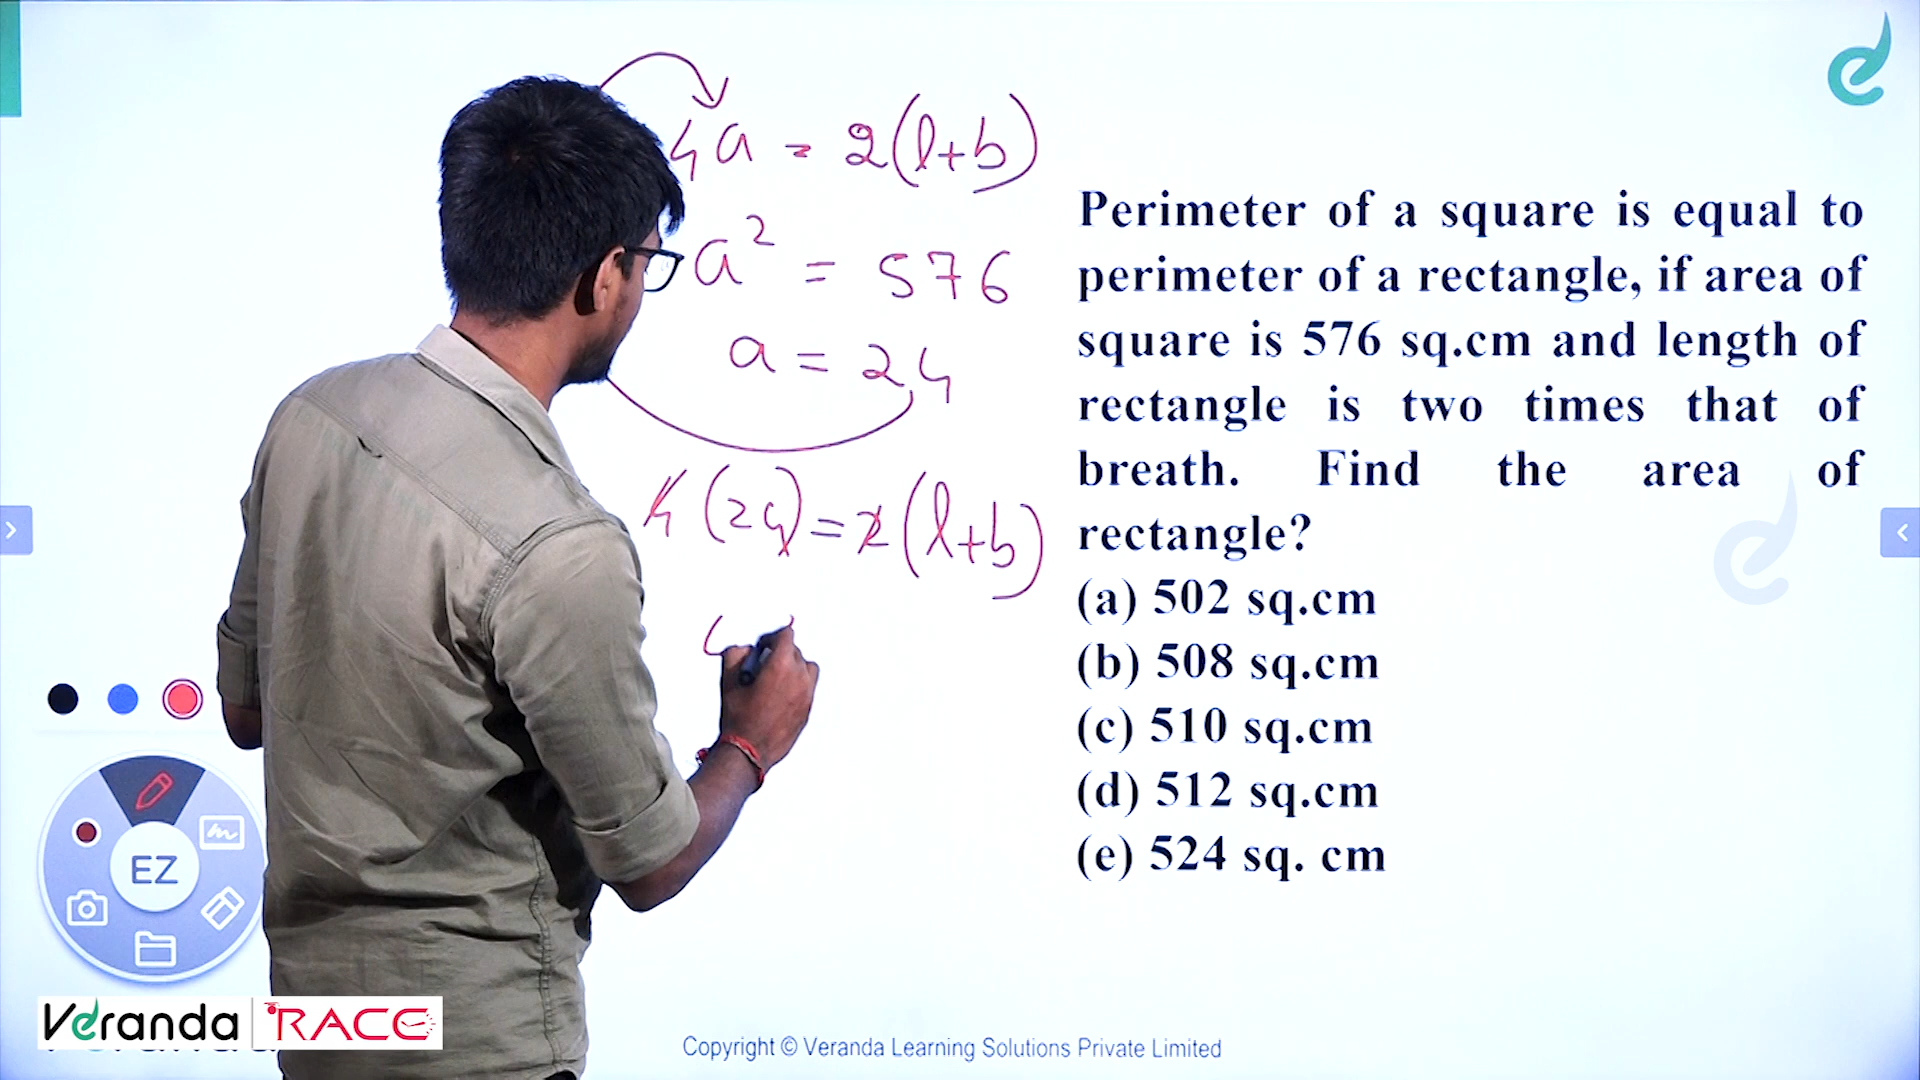 4a = 2(l+b)
a² = 576
a = 24
4(24) = 2(l+b)
Perimeter of a square is equal to
perimeter of a rectangle, if area of
square is 576 sq.cm and length of
rectangle is two times that of
breath. Find the area of
rectangle?
(a) 502 sq.cm
(b) 508 sq.cm
(c) 510 sq.cm
(d) 512 sq.cm
(e) 524 sq. cm
EZ
Veranda RACE
Copyright © Veranda Learning Solutions Private Limited